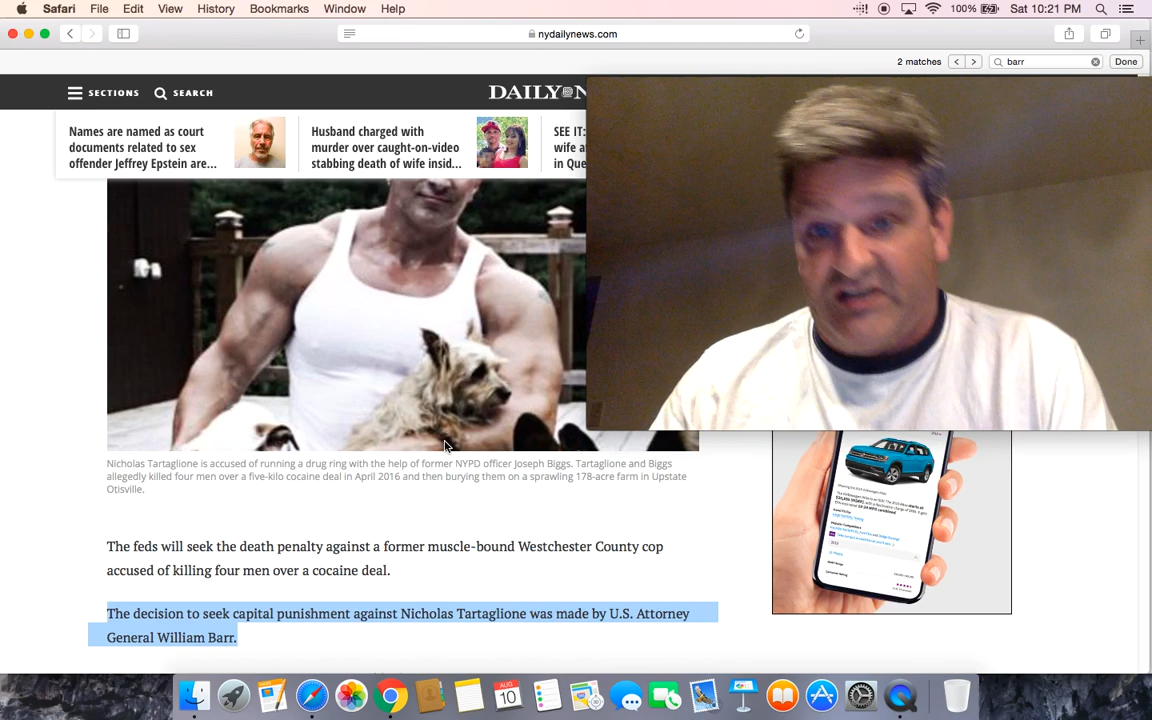 Safari File Edit View History Bookmarks Window Help
100% Sat 10:21 PM
nydailynews.com
2 matches barr Done
SECTIONS SEARCH DAILY N
Names are named as court
documents related to sex
offender Jeffrey Epstein are...
Husband charged with
murder over caught-on-video
stabbing death of wife insid...
SEE IT:
wife a
in Que
Nicholas Tartaglione is accused of running a drug ring with the help of former NYPD officer Joseph Biggs. Tartaglione and Biggs
allegedly killed four men over a five-kilo cocaine deal in April 2016 and then burying them on a sprawling 178-acre farm in Upstate
Otisville.
The feds will seek the death penalty against a former muscle-bound Westchester County cop
accused of killing four men over a cocaine deal.
The decision to seek capital punishment against Nicholas Tartaglione was made by U.S. Attorney
General William Barr.
AUG
10